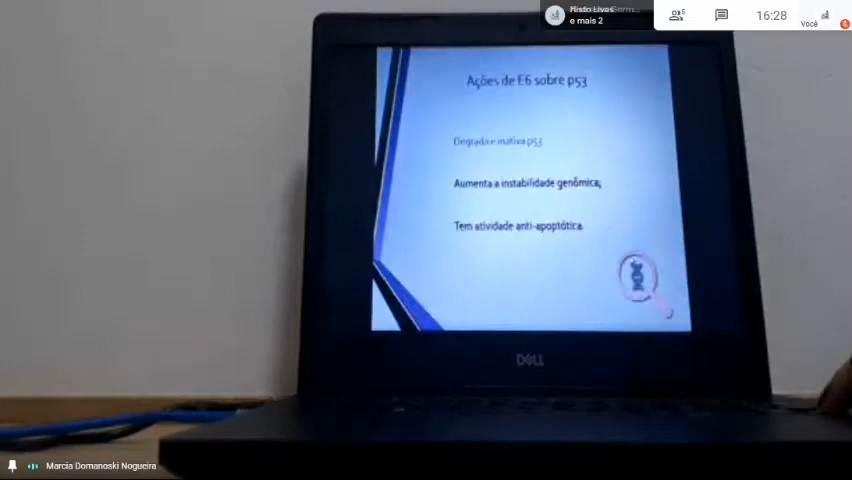 e mais 2
5
16:28
Você
Ações de E6 sobre p53
Degrada e inativa p53
Aumenta a instabilidade genômica;
Tem atividade anti-apoptótica.
DELL
Marcia Domanoski Nogueira